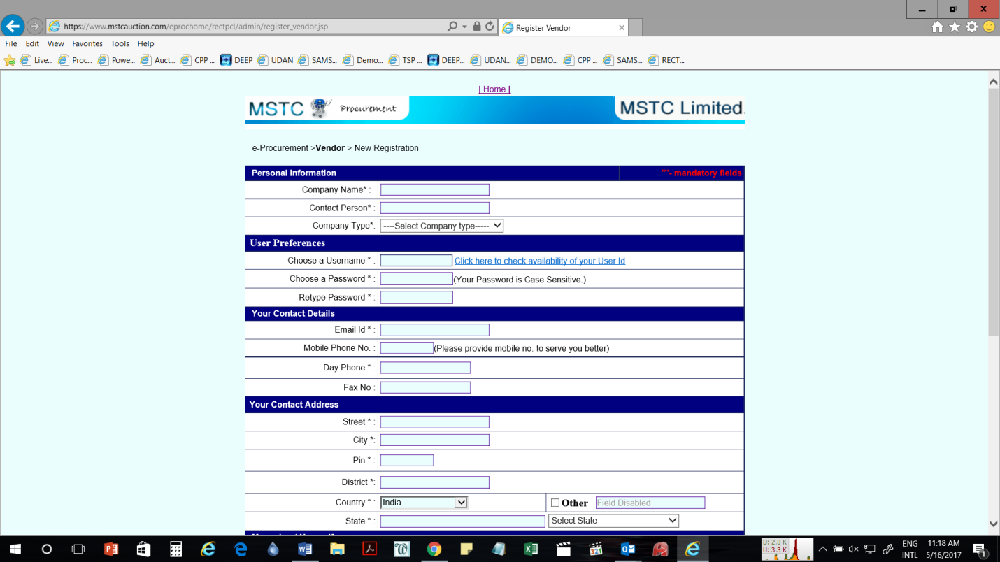 https://www.mstcauction.com/eprochome/rectpcl/admin/register_vendor.jsp
Register Vendor
File Edit View Favorites Tools Help
Live... Proc... Powe... Auct... CPP ... DEEP UDAN SAMS... Demo... TSP ... DEEP... UDAN... DEMO... CPP ... SAMS... RECT...
| Home |
MSTC Procurement MSTC Limited.
e-Procurement >Vendor > New Registration
Personal Information
'*'- mandatory fields
Company Name* :
Contact Person* :
Company Type*: ----Select Company type-----
User Preferences
Choose a Username * : Click here to check availability of your User Id
Choose a Password * : (Your Password is Case Sensitive.)
Retype Password * :
Your Contact Details
Email Id * :
Mobile Phone No. : (Please provide mobile no. to serve you better)
Day Phone * :
Fax No :
Your Contact Address
Street * :
City *:
Pin * :
District *:
Country * : India Other Field Disabled
State * : Select State
D: 2.0 K
U: 3.3 K
ENG
INTL
11:18 AM
5/16/2017